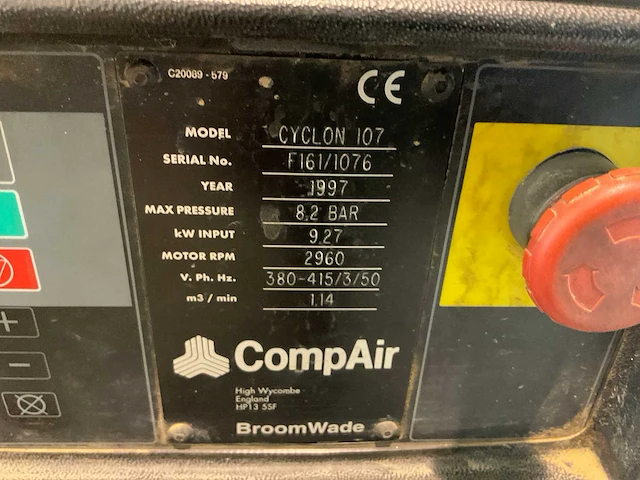 C20089-579
CE
MODEL CYCLON 107
SERIAL No. F161/1076
YEAR 1997
MAX PRESSURE 8.2 BAR
kW INPUT 9.27
MOTOR RPM 2960
V. Ph. Hz. 380-415/3/50
m3 / min 1.14
CompAir
High Wycombe
England
HP13 5SF
BroomWade